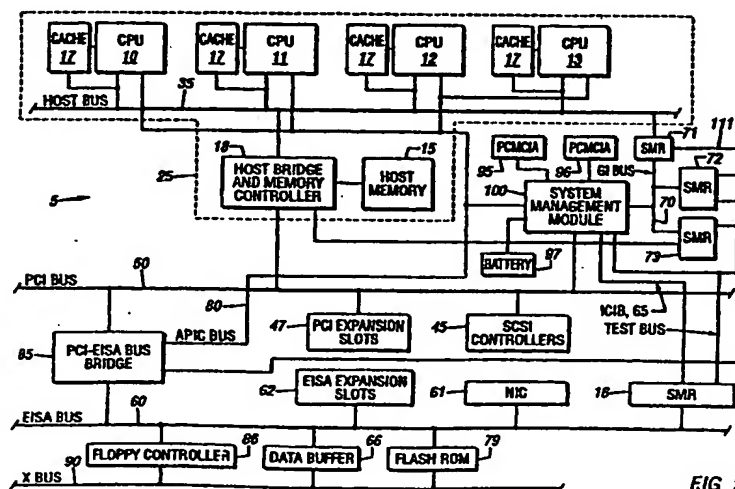 CACHE 17
CPU 10
CACHE 17
CPU 11
CACHE 17
CPU 12
CACHE 17
CPU 13
HOST BUS
35
18
HOST BRIDGE AND MEMORY CONTROLLER
15
HOST MEMORY
25
5
PCMCIA
95
PCMCIA
96
GI BUS
SMR
71
111
72
SMR
100
SYSTEM MANAGEMENT MODULE
70
SMR
73
BATTERY
97
PCI BUS
60
80
APIC BUS
85
PCI-EISA BUS BRIDGE
47
PCI EXPANSION SLOTS
45
SCSI CONTROLLERS
ICIB, 65
TEST BUS
62
EISA EXPANSION SLOTS
61
NIC
16
SMR
EISA BUS
60
FLOPPY CONTROLLER
86
DATA BUFFER
66
FLASH ROM
79
X BUS
90
FIG